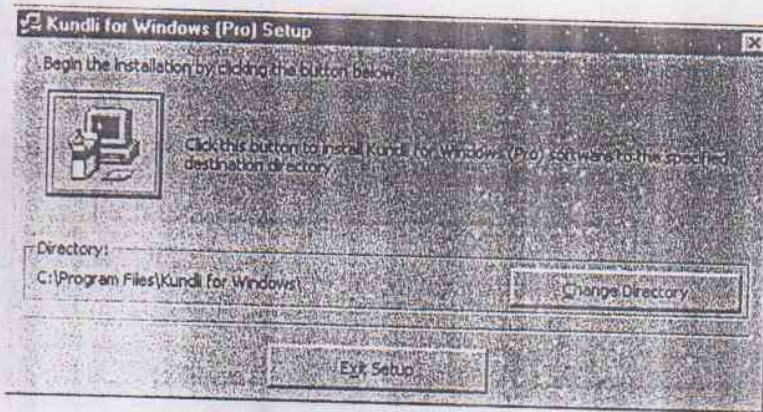 Kundli for Windows (Pro) Setup
Begin the installation by clicking the button below.
Click this button to install Kundli for Windows (Pro) software to the specified
destination directory.
Directory:
C:\Program Files\Kundli for Windows\
Change Directory
Exit Setup